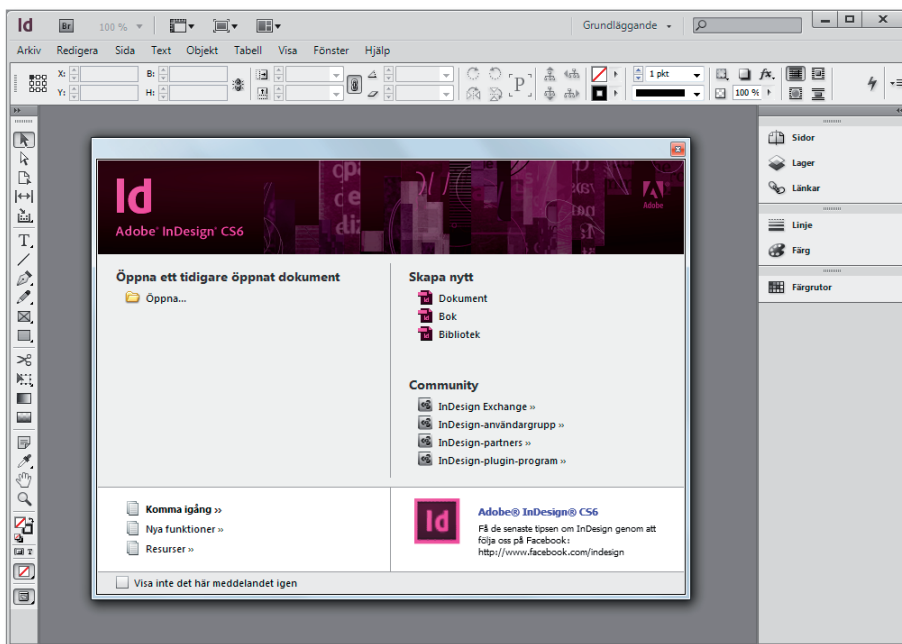 Id Br 100 % Grundläggande
Arkiv Redigera Sida Text Objekt Tabell Visa Fönster Hjälp
X: B: 1 pkt fx.
Y: H: P 100 %
Sidor
Lager
Länkar
Linje
Färg
Färgrutor
Id
Adobe® InDesign® CS6
Adobe
Öppna ett tidigare öppnat dokument
Öppna...
Skapa nytt
Dokument
Bok
Bibliotek
Community
InDesign Exchange »
InDesign-användargrupp »
InDesign-partners »
InDesign-plugin-program »
Komma igång »
Nya funktioner »
Resurser »
Id
Adobe® InDesign® CS6
Få de senaste tipsen om InDesign genom att
följa oss på Facebook:
http://www.facebook.com/indesign
Visa inte det här meddelandet igen